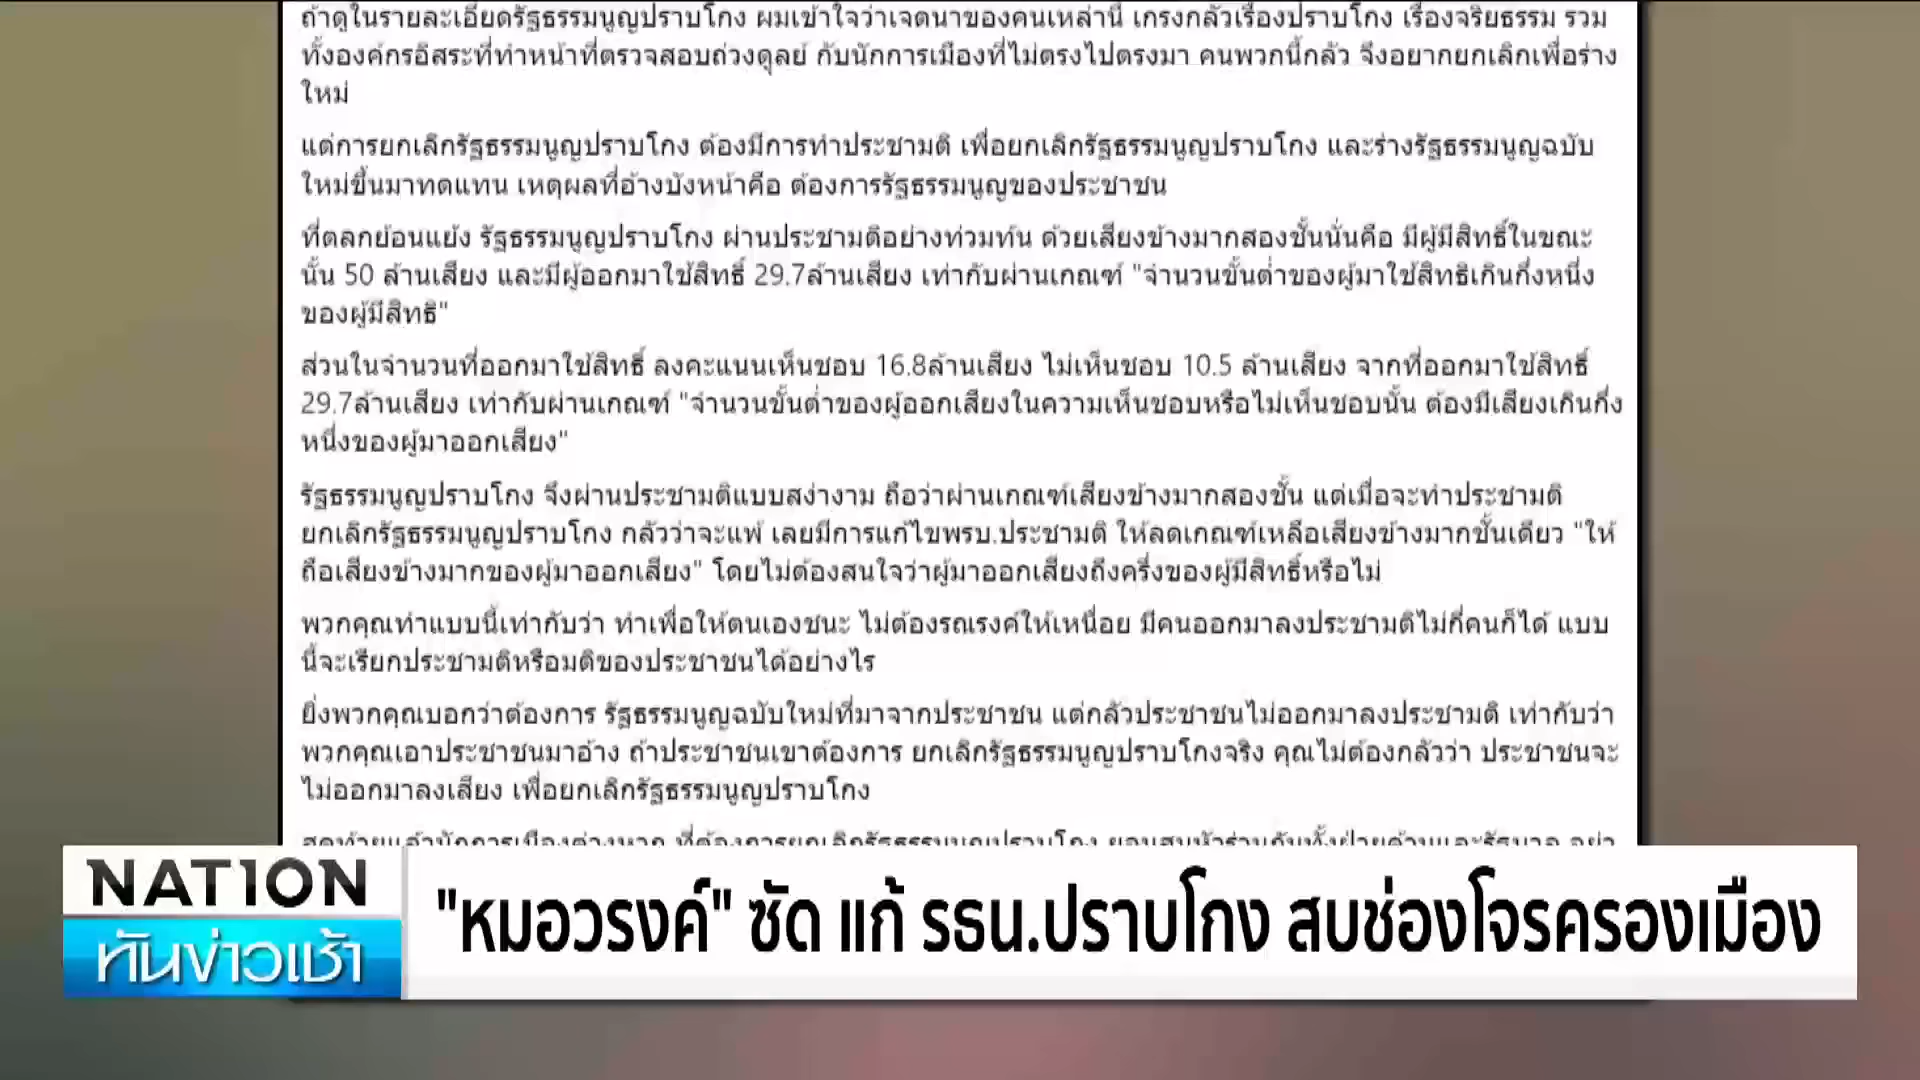 ถ้าดูในรายละเอียดรัฐธรรมนูญปราบโกง ผมเข้าใจว่าเจตนาของคนเหล่านี้ เกรงกลัวเรื่องปราบโกง เรื่องจริยธรรม รวม
ทั้งองค์กรอิสระที่ทำหน้าที่ตรวจสอบถ่วงดุลย์ กับนักการเมืองที่ไม่ตรงไปตรงมา คนพวกนี้กลัว จึงอยากยกเลิกเพื่อร่าง
ใหม่
แต่การยกเลิกรัฐธรรมนูญปราบโกง ต้องมีการทำประชามติ เพื่อยกเลิกรัฐธรรมนูญปราบโกง และร่างรัฐธรรมนูญฉบับ
ใหม่ขึ้นมาทดแทน เหตุผลที่อ้างบังหน้าคือ ต้องการรัฐธรรมนูญของประชาชน
ที่ตลกย้อนแย้ง รัฐธรรมนูญปราบโกง ผ่านประชามติอย่างท่วมท้น ด้วยเสียงข้างมากสองชั้นนั่นคือ มีผู้มีสิทธิ์ในขณะ
นั้น 50 ล้านเสียง และมีผู้ออกมาใช้สิทธิ์ 29.7ล้านเสียง เท่ากับผ่านเกณฑ์ "จำนวนขั้นต่ำของผู้มาใช้สิทธิเกินกึ่งหนึ่ง
ของผู้มีสิทธิ"
ส่วนในจำนวนที่ออกมาใช้สิทธิ์ ลงคะแนนเห็นชอบ 16.8ล้านเสียง ไม่เห็นชอบ 10.5 ล้านเสียง จากที่ออกมาใช้สิทธิ์
29.7ล้านเสียง เท่ากับผ่านเกณฑ์ "จำนวนขั้นต่ำของผู้ออกเสียงในความเห็นชอบหรือไม่เห็นชอบนั้น ต้องมีเสียงเกินกึ่ง
หนึ่งของผู้มาออกเสียง"
รัฐธรรมนูญปราบโกง จึงผ่านประชามติแบบสง่างาม ถือว่าผ่านเกณฑ์เสียงข้างมากสองชั้น แต่เมื่อจะทำประชามติ
ยกเลิกรัฐธรรมนูญปราบโกง กลัวว่าจะแพ้ เลยมีการแก้ไขพรบ.ประชามติ ให้ลดเกณฑ์เหลือเสียงข้างมากชั้นเดียว "ให้
ถือเสียงข้างมากของผู้มาออกเสียง" โดยไม่ต้องสนใจว่าผู้มาออกเสียงถึงครึ่งของผู้มีสิทธิ์หรือไม่
พวกคุณทำแบบนี้เท่ากับว่า ทำเพื่อให้ตนเองชนะ ไม่ต้องรณรงค์ให้เหนื่อย มีคนออกมาลงประชามติไม่กี่คนก็ได้ แบบ
นี้จะเรียกประชามติหรือมติของประชาชนได้อย่างไร
ยิ่งพวกคุณบอกว่าต้องการ รัฐธรรมนูญฉบับใหม่ที่มาจากประชาชน แต่กลัวประชาชนไม่ออกมาลงประชามติ เท่ากับว่า
พวกคุณเอาประชาชนมาอ้าง ถ้าประชาชนเขาต้องการ ยกเลิกรัฐธรรมนูญปราบโกงจริง คุณไม่ต้องกลัวว่า ประชาชนจะ
ไม่ออกมาลงเสียง เพื่อยกเลิกรัฐธรรมนูญปราบโกง
สุดท้ายแล้วนักการเมืองต่างหาก ที่ต้องการยกเลิกรัฐธรรมนูญปราบโกง
NATION
ทันข่าวเช้า
"หมอวรงค์" ซัด แก้ รธน.ปราบโกง สบช่องโจรครองเมือง